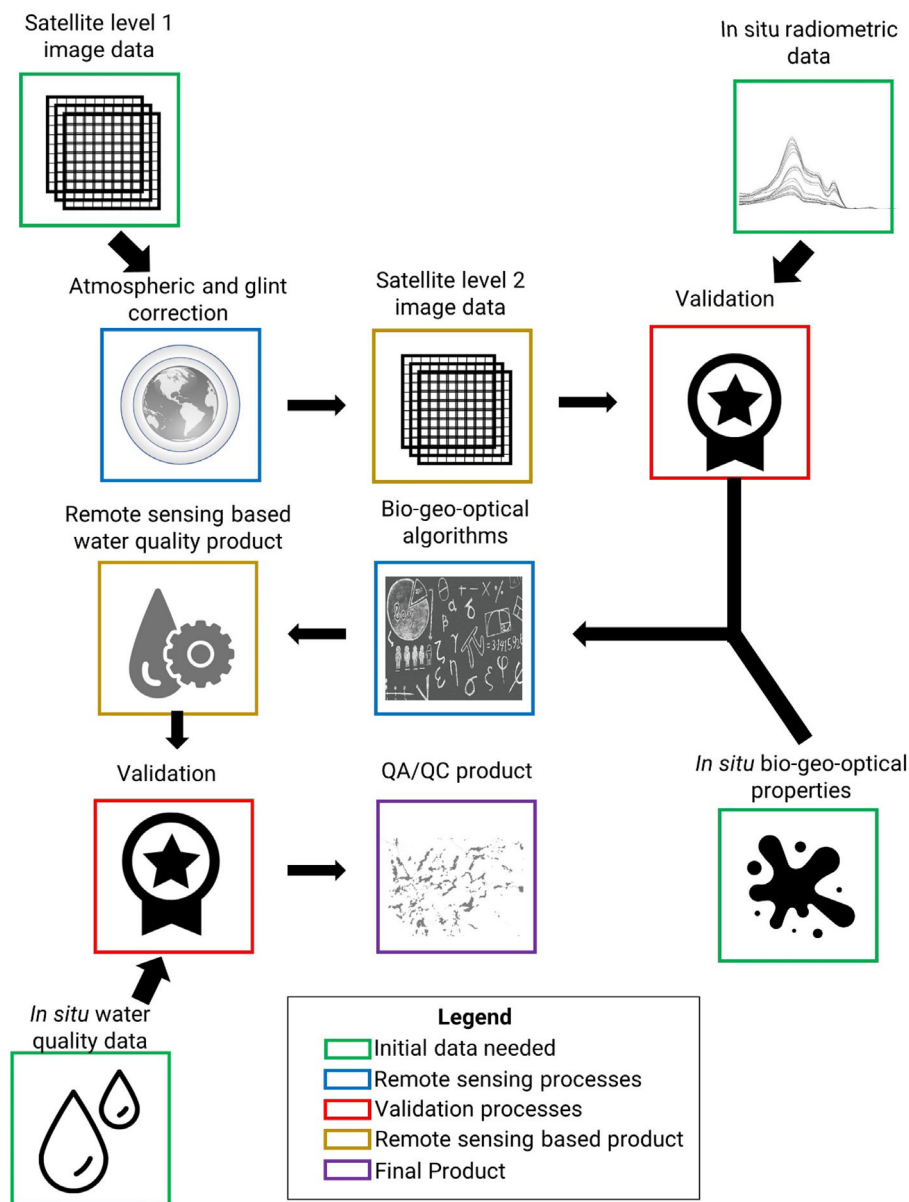 Satellite level 1
image data
In situ radiometric
data
Atmospheric and glint
correction
Satellite level 2
image data
Validation
Remote sensing based
water quality product
Bio-geo-optical
algorithms
Validation
QA/QC product
In situ bio-geo-optical
properties
In situ water
quality data
Legend
Initial data needed
Remote sensing processes
Validation processes
Remote sensing based product
Final Product